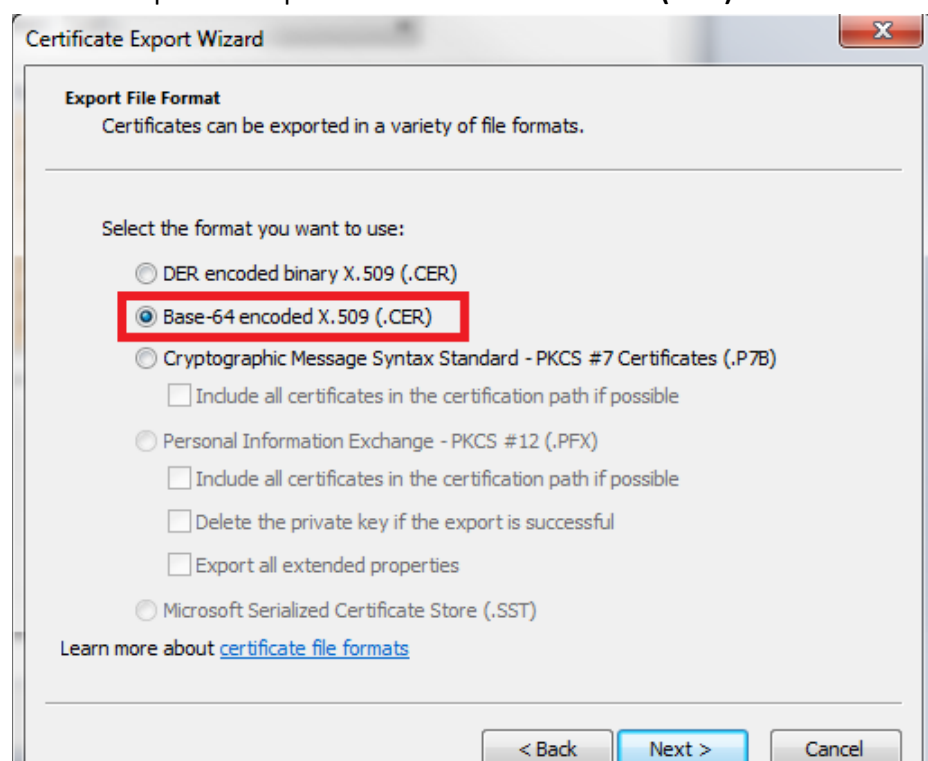 Certificate Export Wizard
Export File Format
Certificates can be exported in a variety of file formats.
Select the format you want to use:
DER encoded binary X.509 (.CER)
Base-64 encoded X.509 (.CER)
Cryptographic Message Syntax Standard - PKCS #7 Certificates (.P7B)
Include all certificates in the certification path if possible
Personal Information Exchange - PKCS #12 (.PFX)
Include all certificates in the certification path if possible
Delete the private key if the export is successful
Export all extended properties
Microsoft Serialized Certificate Store (.SST)
Learn more about certificate file formats
< Back Next > Cancel